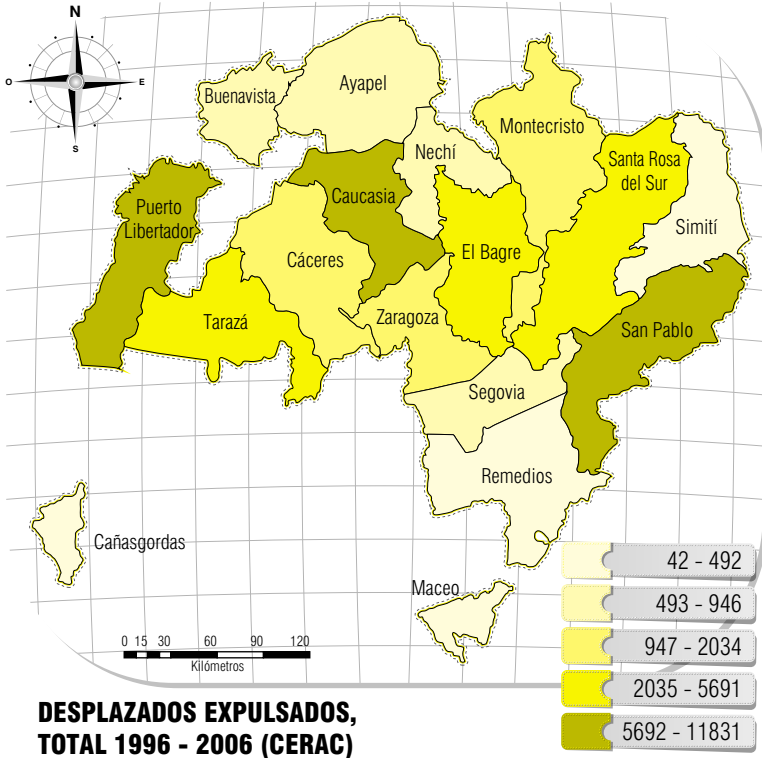 N
O
E
S
Buenavista
Ayapel
Nechí
Montecristo
Santa Rosa
del Sur
Puerto
Libertador
Caucasia
Simití
Cáceres
El Bagre
Tarazá
Zaragoza
San Pablo
Segovia
Remedios
Cañasgordas
Maceo
42 - 492
493 - 946
947 - 2034
2035 - 5691
5692 - 11831
0 15 30 60 90 120
Kilómetros
DESPLAZADOS EXPULSADOS,
TOTAL 1996 - 2006 (CERAC)